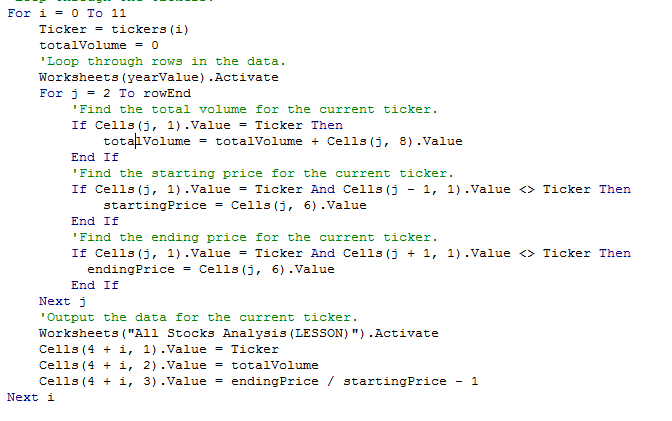 For i = 0 To 11
    Ticker = tickers(i)
    totalVolume = 0
    'Loop through rows in the data.
    Worksheets(yearValue).Activate
    For j = 2 To rowEnd
        'Find the total volume for the current ticker.
        If Cells(j, 1).Value = Ticker Then
            totalVolume = totalVolume + Cells(j, 8).Value
        End If
        'Find the starting price for the current ticker.
        If Cells(j, 1).Value = Ticker And Cells(j - 1, 1).Value <> Ticker Then
            startingPrice = Cells(j, 6).Value
        End If
        'Find the ending price for the current ticker.
        If Cells(j, 1).Value = Ticker And Cells(j + 1, 1).Value <> Ticker Then
          endingPrice = Cells(j, 6).Value
        End If
    Next j
    'Output the data for the current ticker.
    Worksheets("All Stocks Analysis(LESSON)").Activate
    Cells(4 + i, 1).Value = Ticker
    Cells(4 + i, 2).Value = totalVolume
    Cells(4 + i, 3).Value = endingPrice / startingPrice - 1
Next i